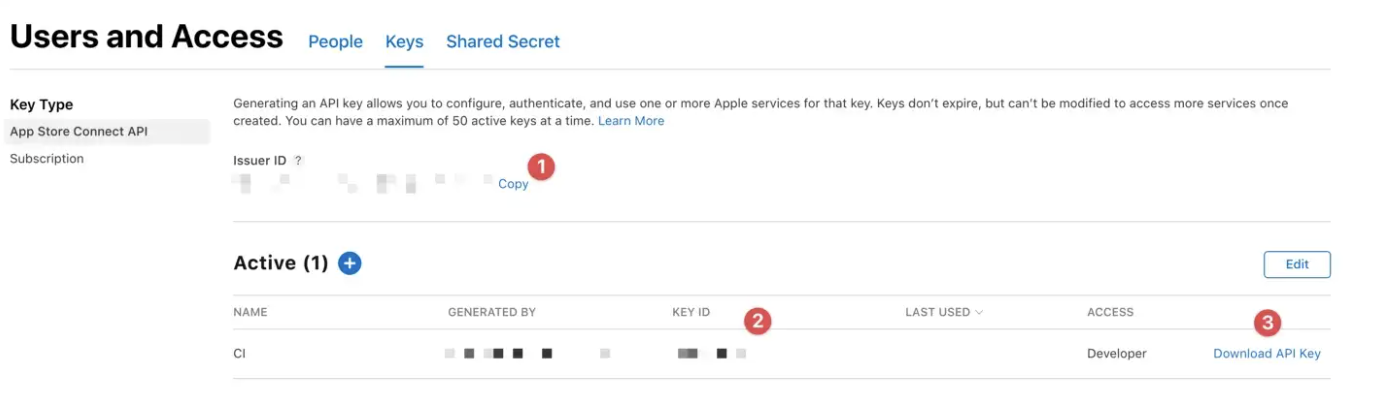 Users and Access People Keys Shared Secret
Key Type
App Store Connect API
Subscription
Generating an API key allows you to configure, authenticate, and use one or more Apple services for that key. Keys don't expire, but can't be modified to access more services once
created. You can have a maximum of 50 active keys at a time. Learn More
Issuer ID ?
1
Copy
Active (1) +
Edit
NAME GENERATED BY KEY ID 2 LAST USED ACCESS 3
CI Developer Download API Key